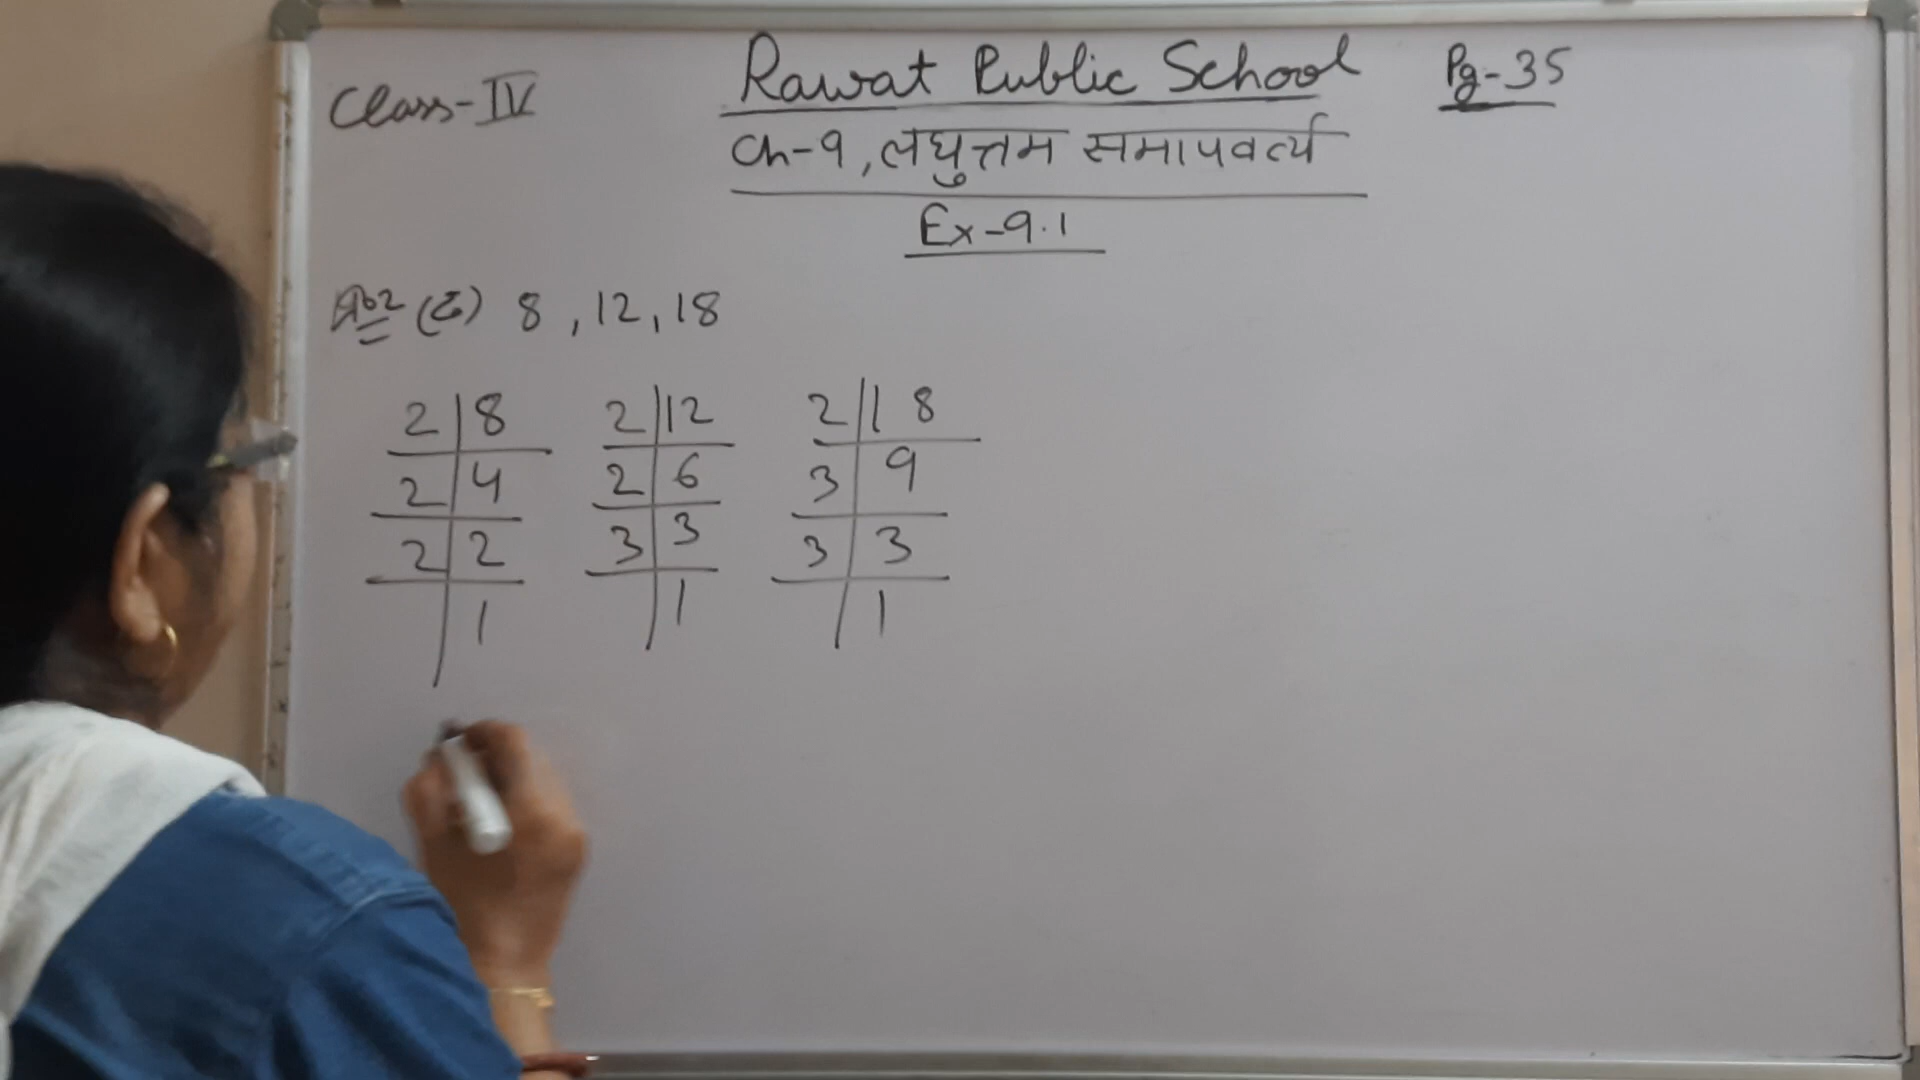 Class-IV Rawat Public School Pg-35
Ch-9, लघुत्तम समापवर्त्य
Ex-9.1
प्र०2 (द) 8, 12, 18
2 8 2 12 2 18
2 4 2 6 3 9
2 2 3 3 3 3
1 1 1